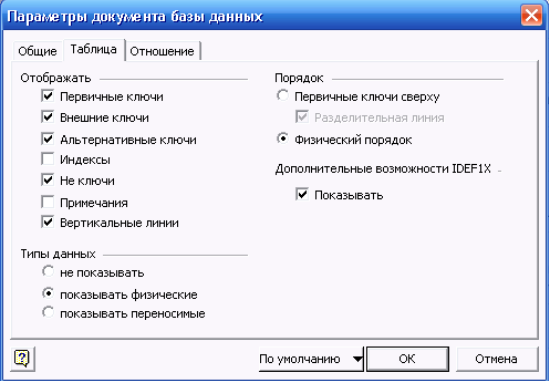 Параметры документа базы данных
Общие Таблица Отношение
Отображать
Первичные ключи
Внешние ключи
Альтернативные ключи
Индексы
Не ключи
Примечания
Вертикальные линии
Типы данных
не показывать
показывать физические
показывать переносимые
Порядок
Первичные ключи сверху
Разделительная линия
Физический порядок
Дополнительные возможности IDEF1X
Показывать
? По умолчанию OK Отмена